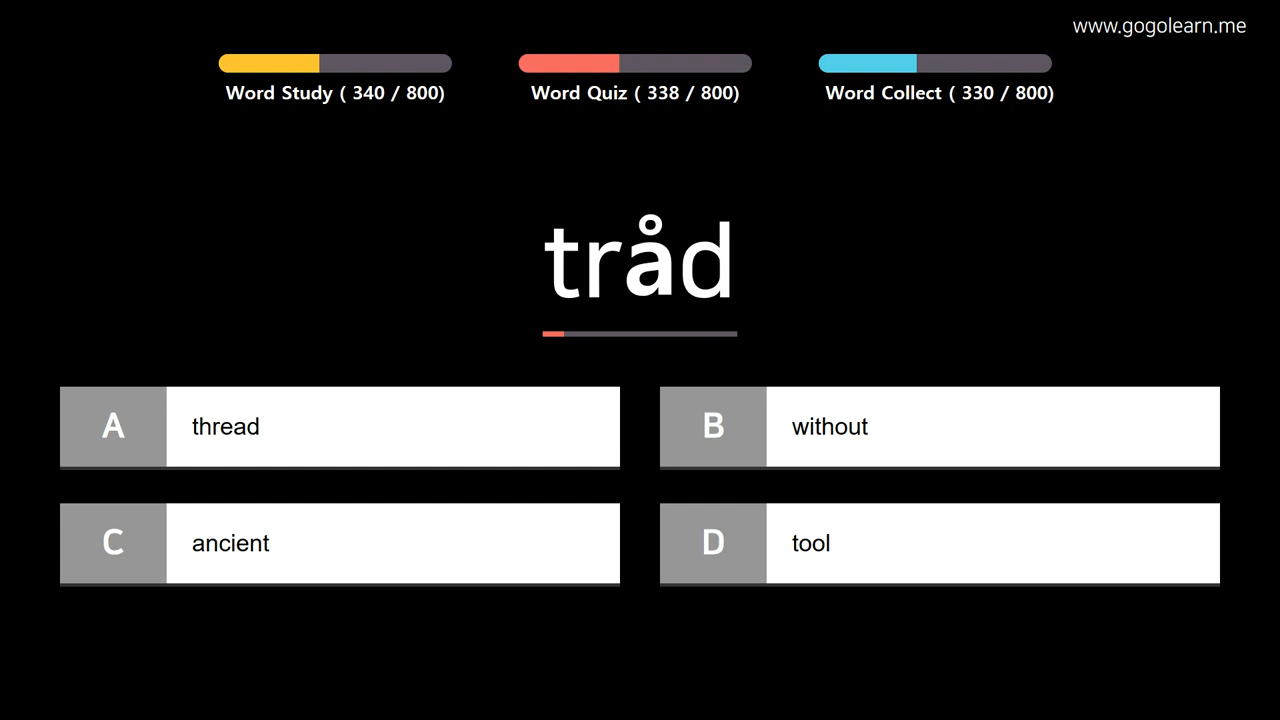 www.gogolearn.me
Word Study ( 340 / 800)
Word Quiz ( 338 / 800)
Word Collect ( 330 / 800)
tråd
A thread
B without
C ancient
D tool